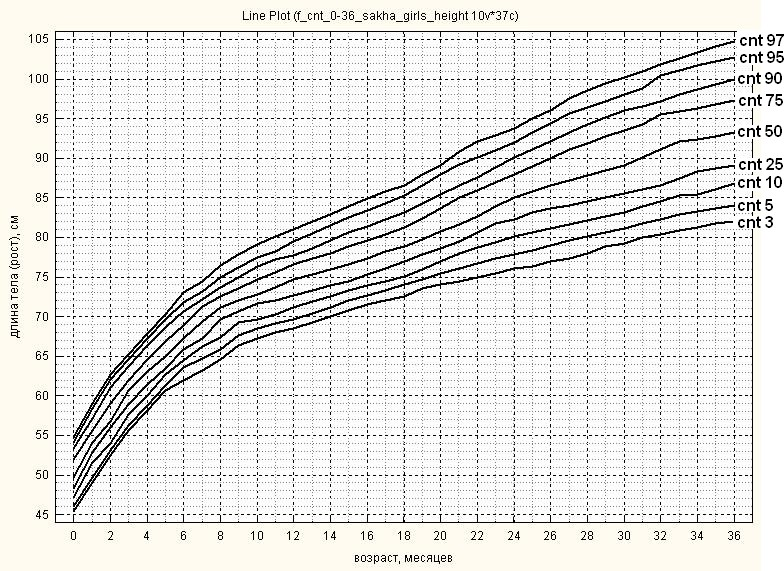 Line Plot (f_cnt_0-36_sakha_girls_height 10v*37c)
длина тела (рост), см
105
100
95
90
85
80
75
70
65
60
55
50
45
cnt 97
cnt 95
cnt 90
cnt 75
cnt 50
cnt 25
cnt 10
cnt 5
cnt 3
0 2 4 6 8 10 12 14 16 18 20 22 24 26 28 30 32 34 36
возраст, месяцев